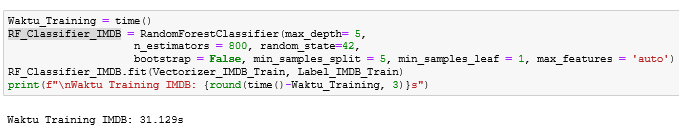 Waktu_Training = time()
RF_Classifier_IMDB = RandomForestClassifier(max_depth= 5,
n_estimators = 800, random_state=42,
bootstrap = False, min_samples_split = 5, min_samples_leaf = 1, max_features = 'auto')
RF_Classifier_IMDB.fit(Vectorizer_IMDB_Train, Label_IMDB_Train)
print(f"\nWaktu Training IMDB: {round(time()-Waktu_Training, 3)}s")
Waktu Training IMDB: 31.129s